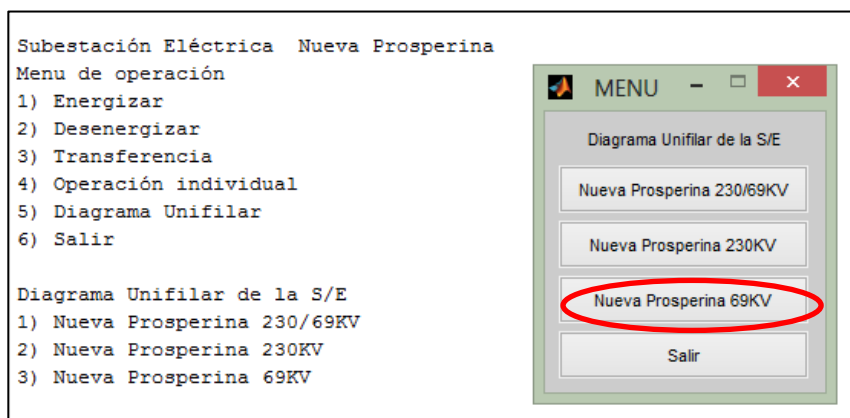 Subestación Eléctrica  Nueva Prosperina
Menu de operación
1) Energizar
2) Desenergizar
3) Transferencia
4) Operación individual
5) Diagrama Unifilar
6) Salir
Diagrama Unifilar de la S/E
1) Nueva Prosperina 230/69KV
2) Nueva Prosperina 230KV
3) Nueva Prosperina 69KV
MENU
Diagrama Unifilar de la S/E
Nueva Prosperina 230/69KV
Nueva Prosperina 230KV
Nueva Prosperina 69KV
Salir